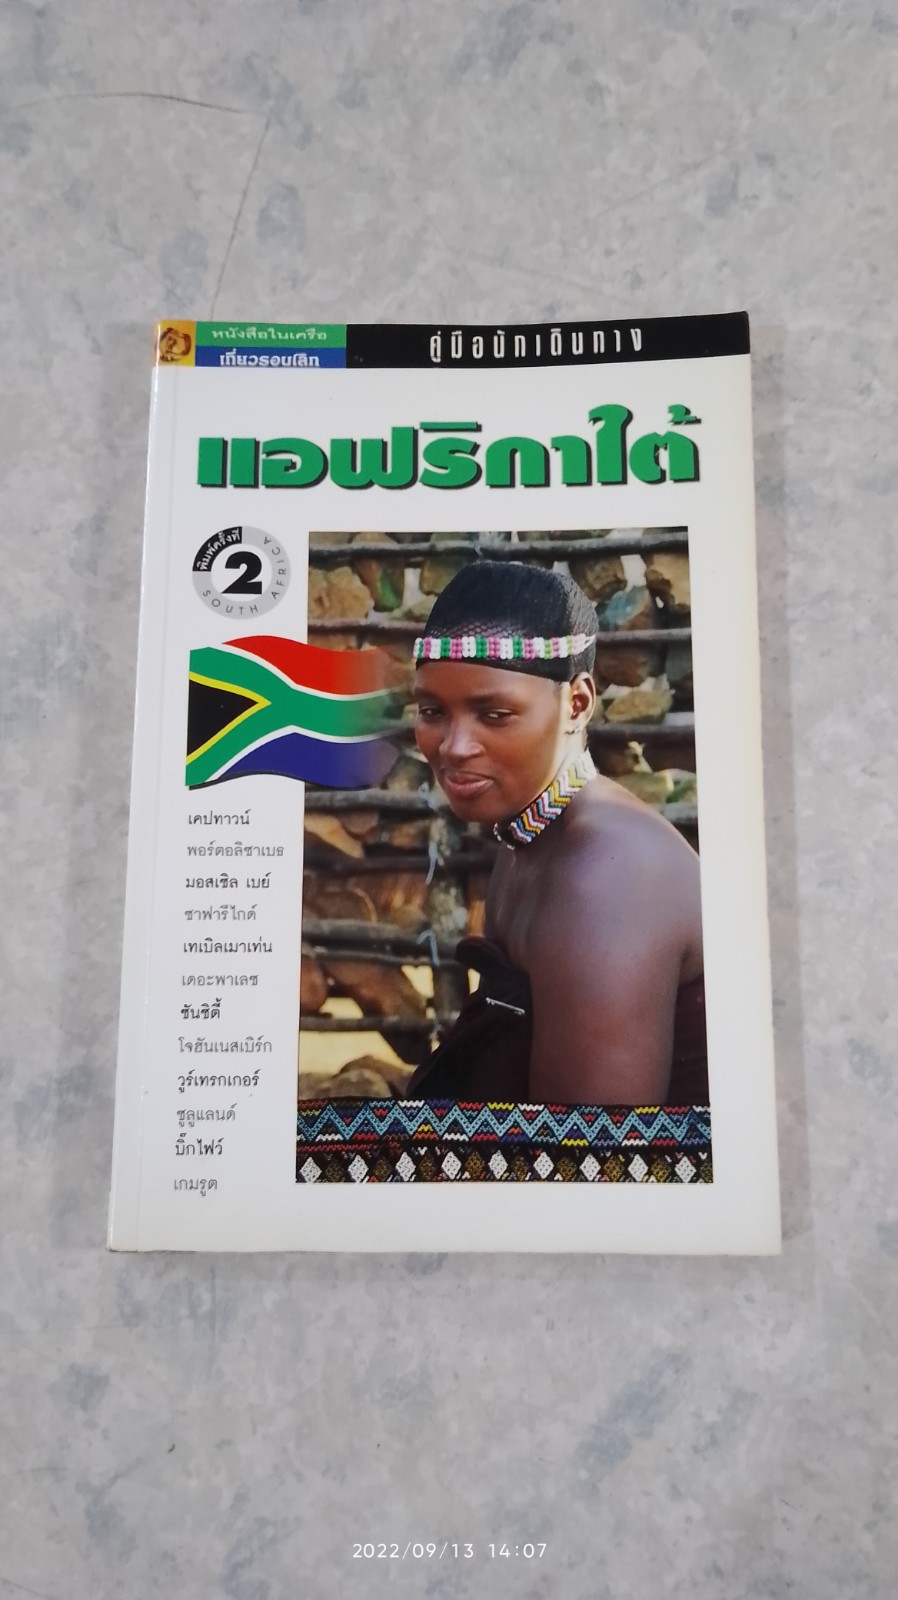 หนังสือในเครือ
เที่ยวรอบโลก
คู่มือนักเดินทาง
แอฟริกาใต้
พิมพ์ครั้งที่
2
SOUTH AFRICA
เคปทาวน์
พอร์ตอลิซาเบธ
มอสเซิล เบย์
ซาฟารีไกด์
เทเบิลเมาเท่น
เดอะพาเลซ
ซันซิตี้
โจฮันเนสเบิร์ก
วูร์เทรกเกอร์
ซูลูแลนด์
บิ๊กไฟว์
เกมรูต
2022/09/13 14:07